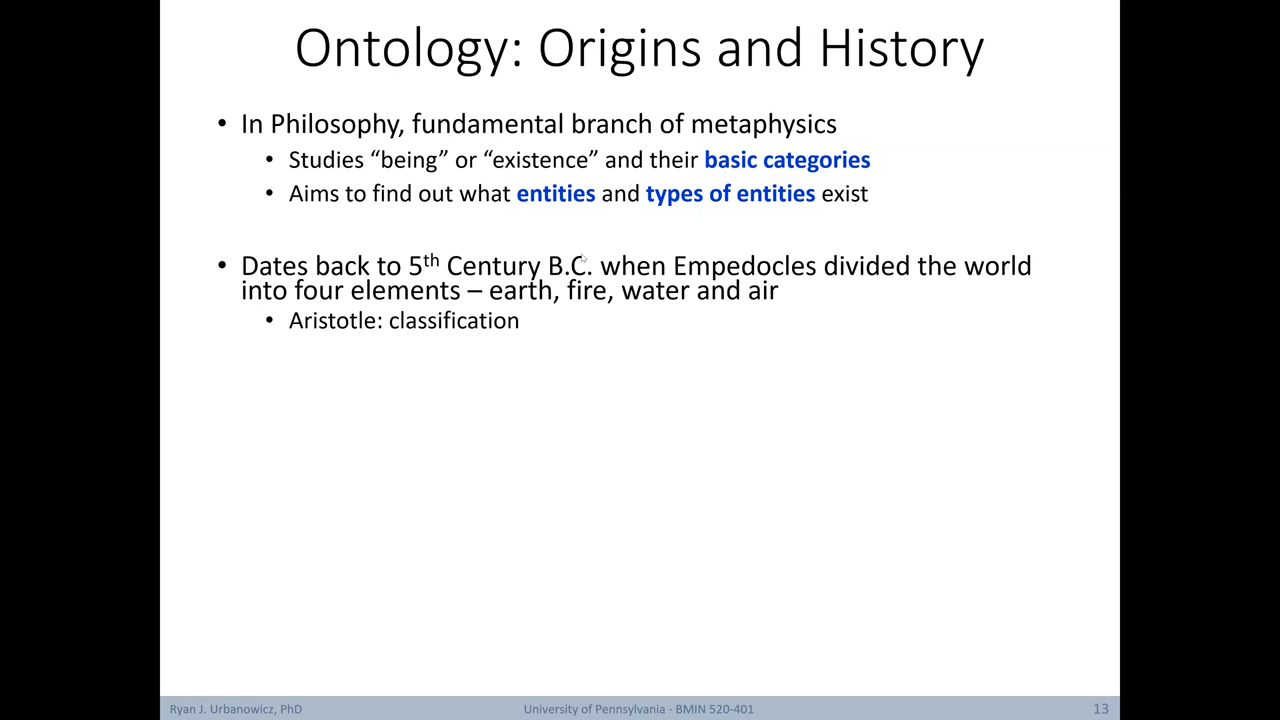 Ontology: Origins and History
• In Philosophy, fundamental branch of metaphysics
• Studies “being” or “existence” and their basic categories
• Aims to find out what entities and types of entities exist
• Dates back to 5th Century B.C. when Empedocles divided the world
into four elements – earth, fire, water and air
• Aristotle: classification
Ryan J. Urbanowicz, PhD
University of Pennsylvania - BMIN 520-401
13